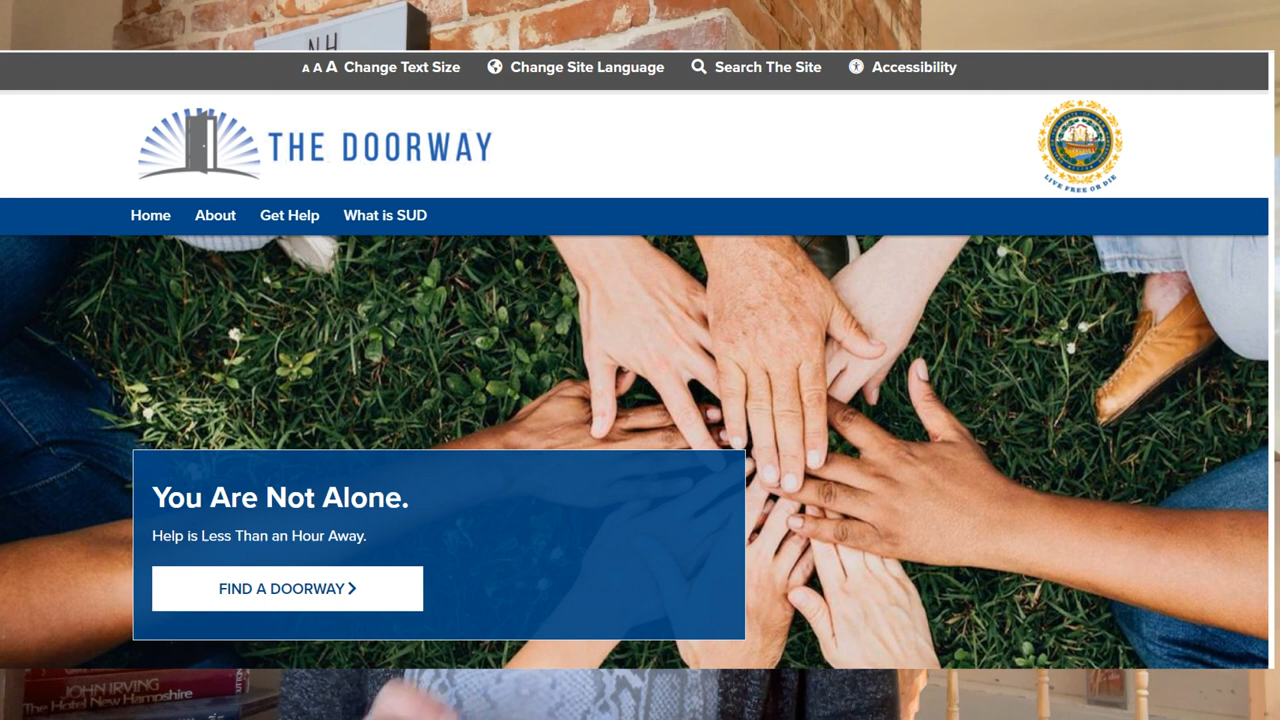 NH
A A A Change Text Size Change Site Language Search The Site Accessibility
THE DOORWAY
LIVE FREE OR DIE
Home About Get Help What is SUD
You Are Not Alone.
Help is Less Than an Hour Away.
FIND A DOORWAY
JOHN IRVING
The Hotel New Hampshire